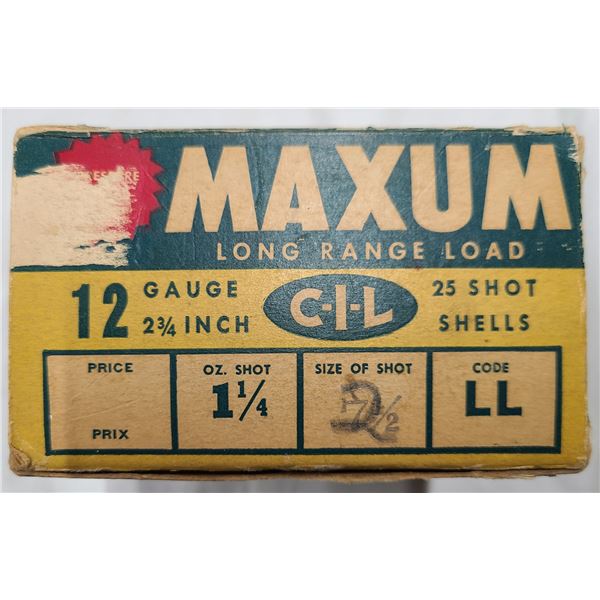 MAXUM
LONG RANGE LOAD
12 GAUGE
2¾ INCH
C-I-L
25 SHOT
SHELLS
PRICE
PRIX
OZ. SHOT
1¼
SIZE OF SHOT
CODE
LL